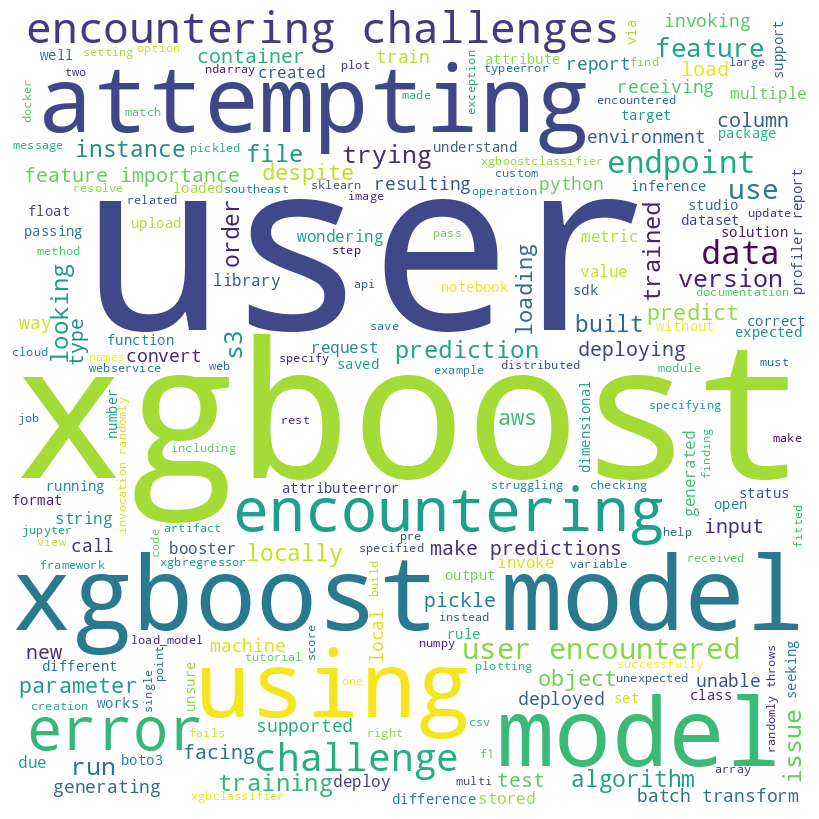 encountering challenges
via
invoking
support
setting
option
well
container
train
attribute
feature
report
find
large
load
two
ndarray
created
plot
typeerror
exception
receiving
multiple
docker
attempting
made
encountered
match
target
column
message
instance
pickled
file
trying
understand
environment
package
feature importance
despite
xgboostclassifier
endpoint
resolve
loaded
southeast
sklearn
resulting
custom
python
inference
use
related
image
operation
studio
update
float
order
passing
upload
user
pass
trained
dataset
solution
profiler report
wondering
metric
data
step
method
looking
type
library
api
notebook
loading
value
sdk
version
documentation
save
predict
way
function
s3
request
built
without
correct
expected
cloud
names
convert
specify
prediction
deploying
webservice
web
saved
example
distributed
module
must
xgboost
job
number
rest
aws
dimensional
specifying
make
including
invocation randomly
running
format
attributeerror
struggling
checking
generated
finding
status
string
artifact
encountering
open
fitted
jupyter
call
code
pre
help
input
view
booster
locally
specified
make predictions
received
framework
xgbregressor
invoke
variable
build
output
xgboost model
pickle
instead
new
load_model
local
numpy
rule
user encountered
different
machine
score
tutorial
point
plotting
successfully
randomly throws
seeking
parameter
single
works
unsure
using
one
object
unexpected
unable
creation
deployed
set
class
error
fails
supported
right
csv
model
issue
due
run
boto3
facing
challenge
f1
generating
training
deploy
multi
test
algorithm
array
xgbclassifier
difference
stored
batch transform